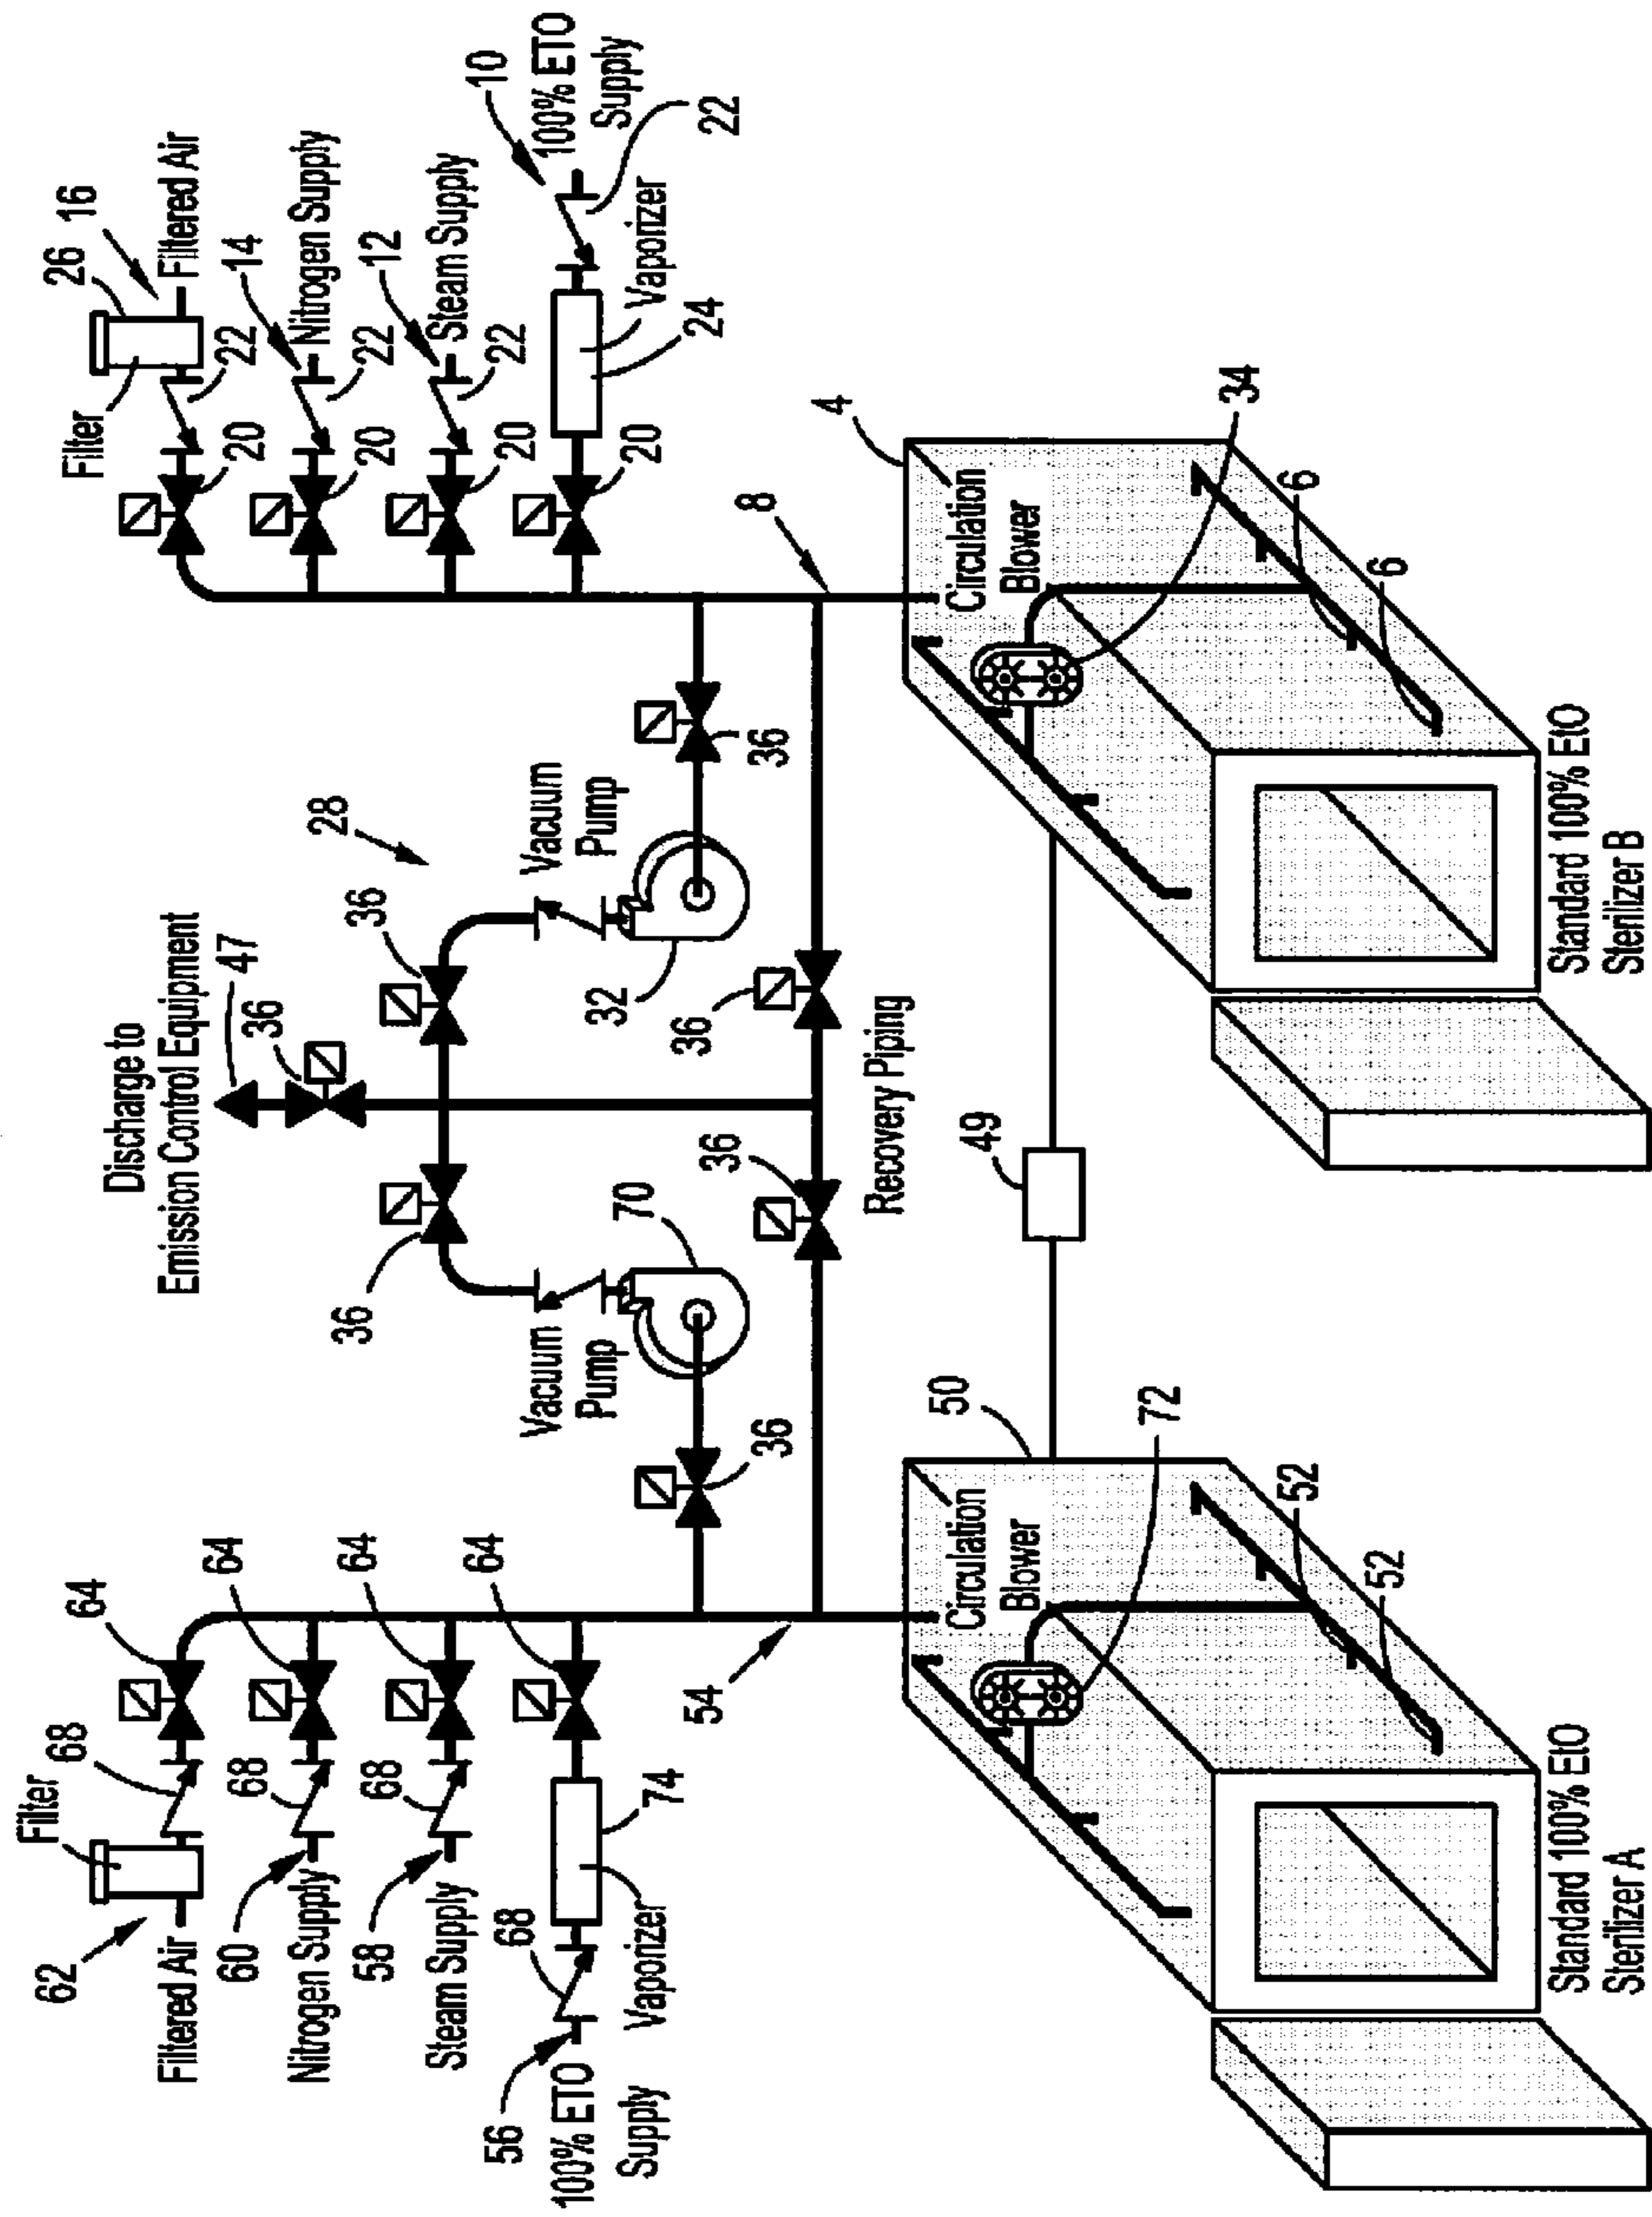 Filter
62
68
64
Filtered Air
60
68
64
Nitrogen Supply
58
68
64
Steam Supply
56
68
64
100% ETO
Supply
Vaporizer
74
54
Discharge to
Emission Control Equipment
47
36
36
36
28
Vacuum
Pump
Vacuum
Pump
36
70
32
36
36
36
Recovery Piping
Filter
26
16
Filtered Air
20
22
14
Nitrogen Supply
20
22
12
Steam Supply
20
22
10
100% ETO
Supply
20
24
Vaporizer
22
8
50
Circulation
Blower
72
52
52
Standard 100% EtO
Sterilizer A
49
4
Circulation
Blower
34
6
6
Standard 100% EtO
Sterilizer B